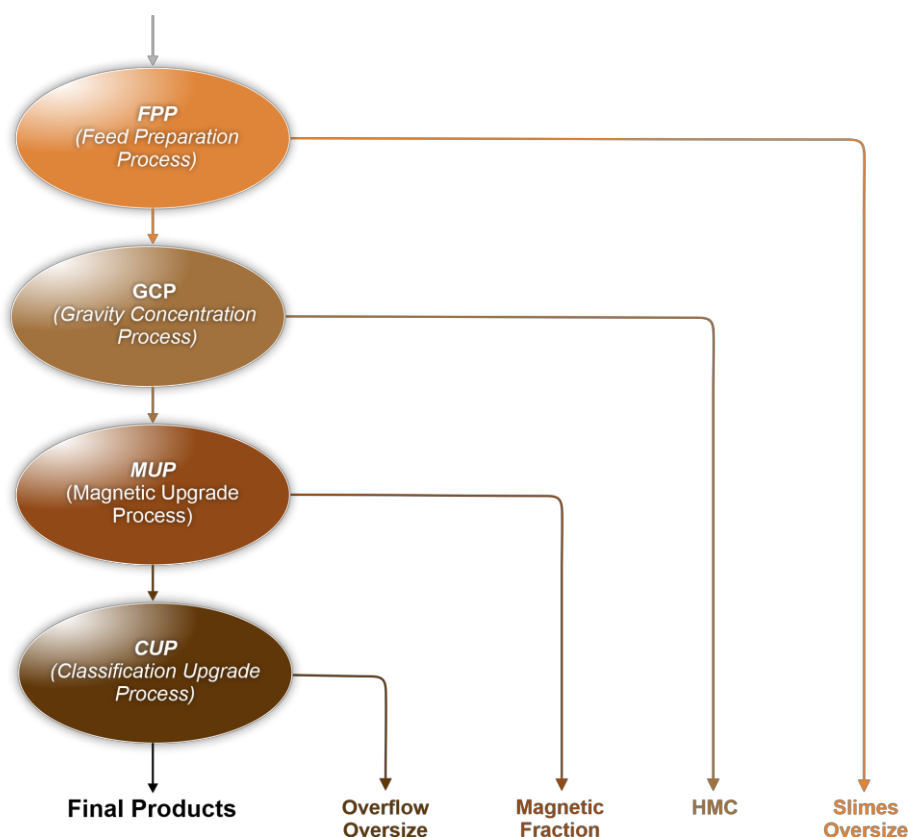 FPP
(Feed Preparation
Process)
GCP
(Gravity Concentration
Process)
MUP
(Magnetic Upgrade
Process)
CUP
(Classification Upgrade
Process)
Final Products
Overflow
Oversize
Magnetic
Fraction
HMC
Slimes
Oversize